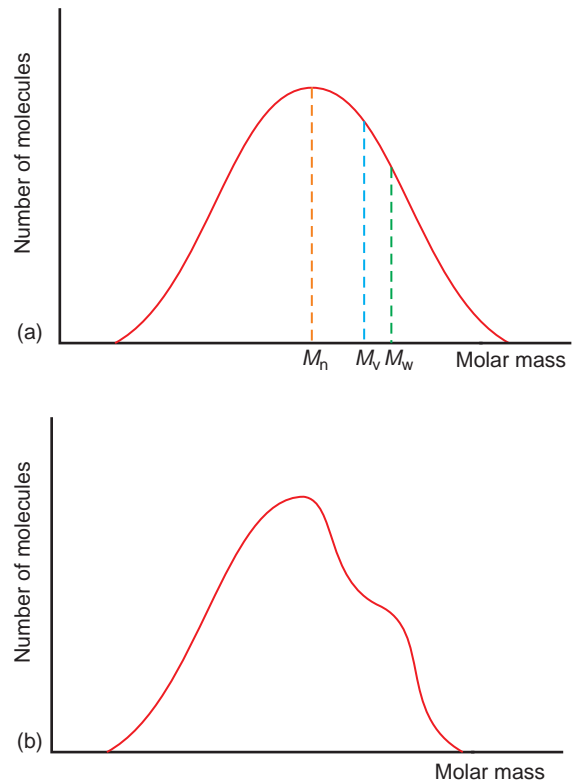 Number of molecules
(a)
Mn Mv Mw Molar mass
Number of molecules
(b)
Molar mass